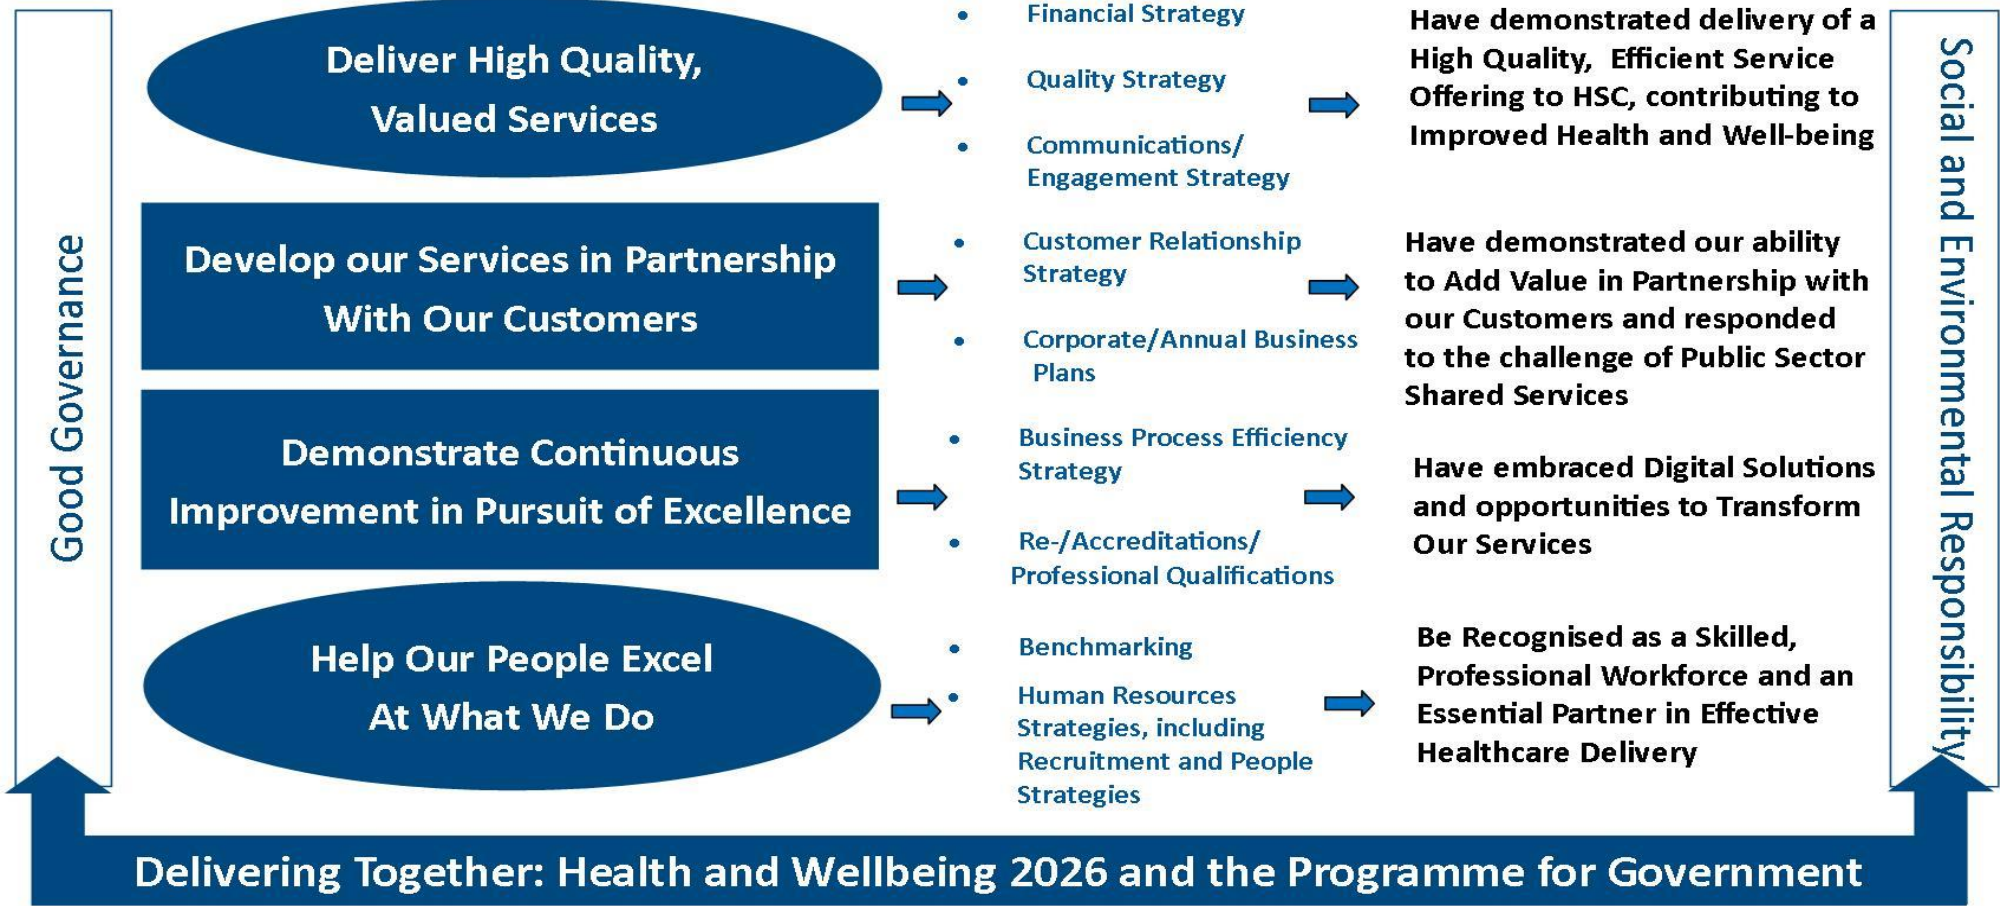 Good Governance
Deliver High Quality,
Valued Services
• Financial Strategy
• Quality Strategy
• Communications/
Engagement Strategy
Have demonstrated delivery of a
High Quality, Efficient Service
Offering to HSC, contributing to
Improved Health and Well-being
Develop our Services in Partnership
With Our Customers
• Customer Relationship
Strategy
• Corporate/Annual Business
Plans
Have demonstrated our ability
to Add Value in Partnership with
our Customers and responded
to the challenge of Public Sector
Shared Services
Demonstrate Continuous
Improvement in Pursuit of Excellence
• Business Process Efficiency
Strategy
• Re-/Accreditations/
Professional Qualifications
Have embraced Digital Solutions
and opportunities to Transform
Our Services
Help Our People Excel
At What We Do
• Benchmarking
• Human Resources
Strategies, including
Recruitment and People
Strategies
Be Recognised as a Skilled,
Professional Workforce and an
Essential Partner in Effective
Healthcare Delivery
Social and Environmental Responsibility
Delivering Together: Health and Wellbeing 2026 and the Programme for Government